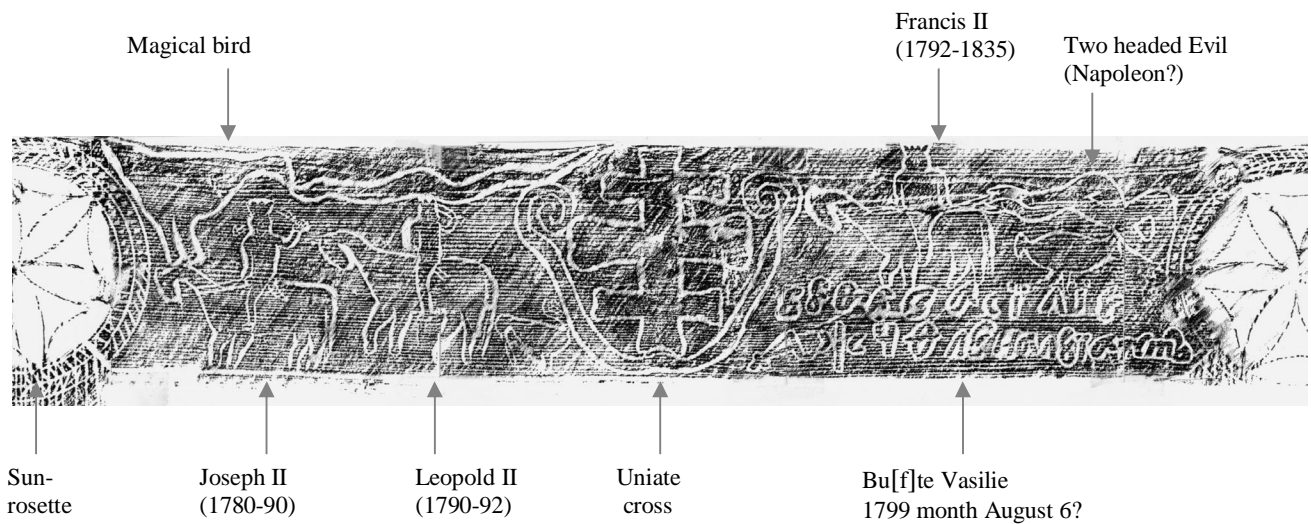 Magical bird
Francis II
(1792-1835)
Two headed Evil
(Napoleon?)
Sun-
rosette
Joseph II
(1780-90)
Leopold II
(1790-92)
Uniate
cross
Bu[f]te Vasilie
1799 month August 6?